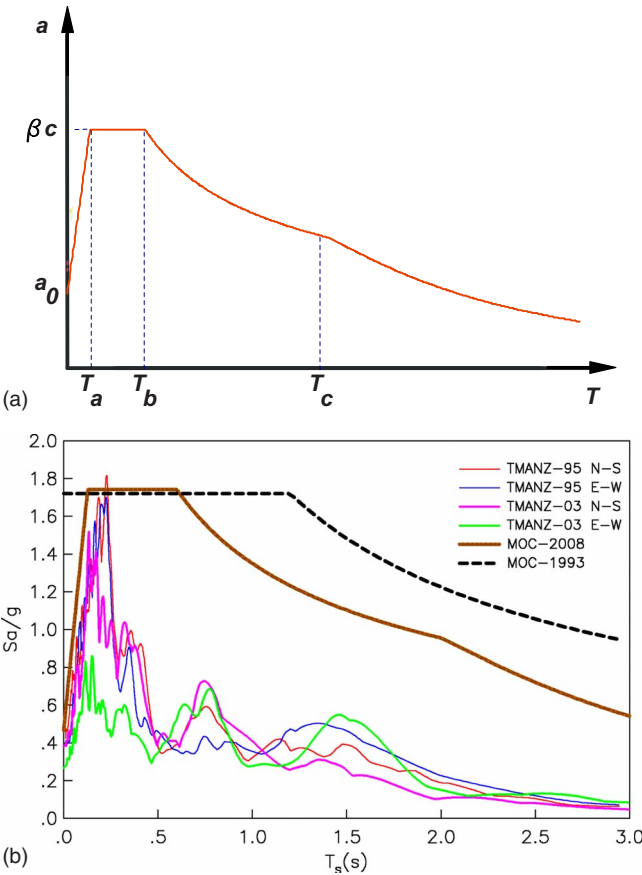 a
βc
a0
Ta Tb Tc T
(a)
2.0
1.8
1.6
1.4
1.2
1.0
.8
.6
.4
.2
.0
Sa/g
TMANZ-95 N-S
TMANZ-95 E-W
TMANZ-03 N-S
TMANZ-03 E-W
MOC-2008
MOC-1993
.0 .5 1.0 1.5 2.0 2.5 3.0
Ts(s)
(b)